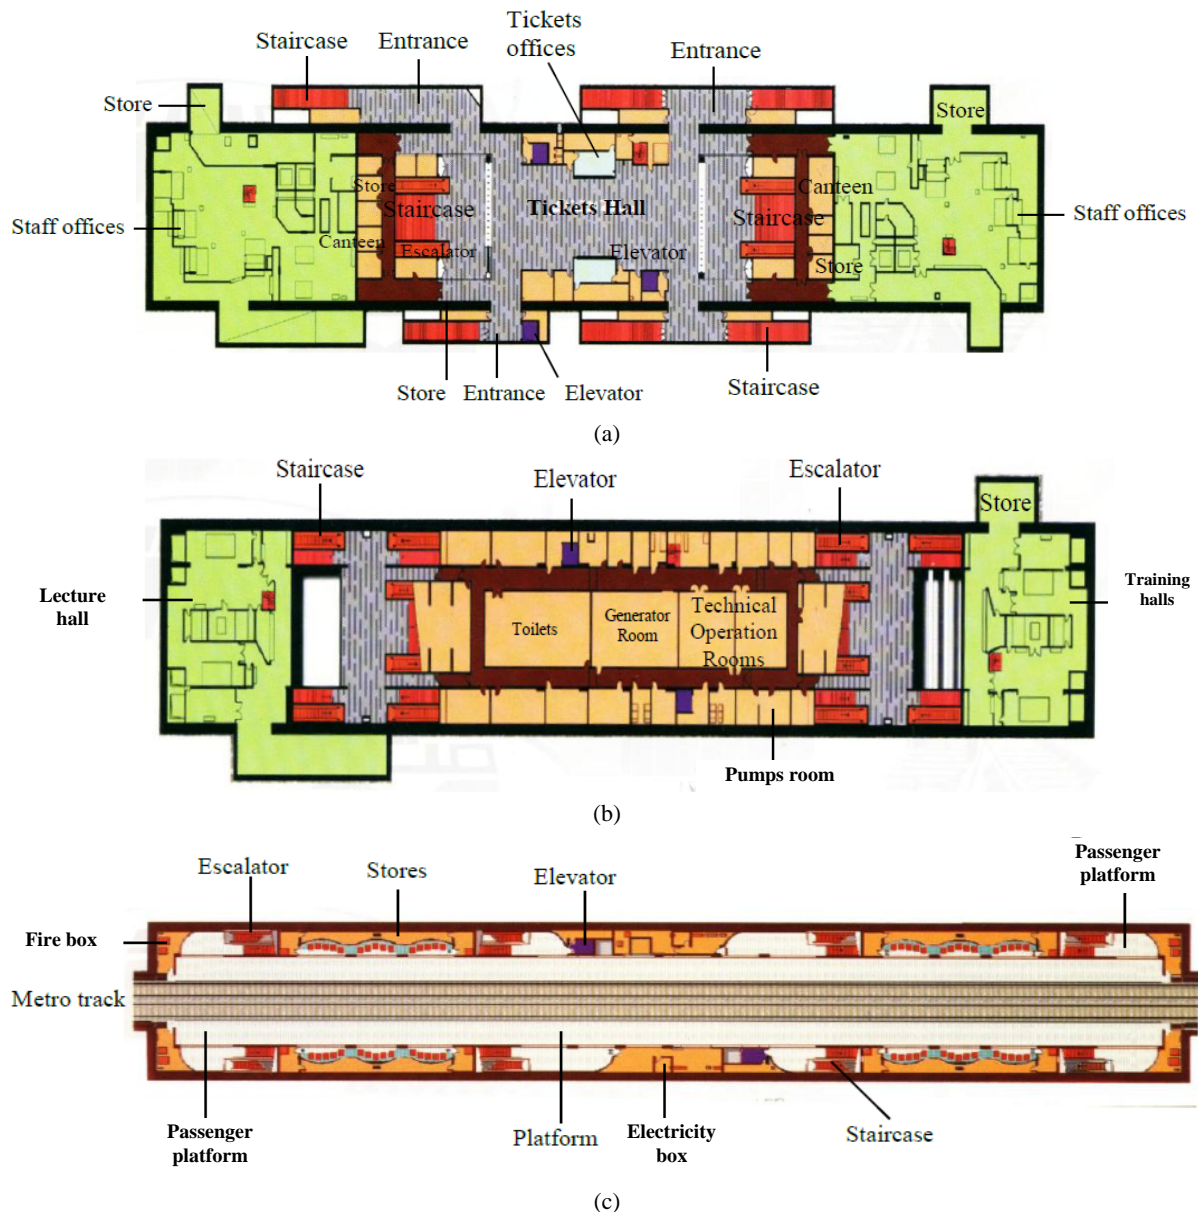 Tickets
offices
Staircase
Entrance
Entrance
Store
Store
Store
Staircase
Tickets Hall
Canteen
Staircase
Staff offices
Staff offices
Canteen
Escalator
Elevator
Store
Store
Entrance
Elevator
Staircase
(a)
Staircase
Elevator
Escalator
Store
Lecture
hall
Training
halls
Toilets
Generator
Room
Technical
Operation
Rooms
Pumps room
(b)
Escalator
Stores
Elevator
Passenger
platform
Fire box
Metro track
Passenger
platform
Platform
Electricity
box
Staircase
(c)